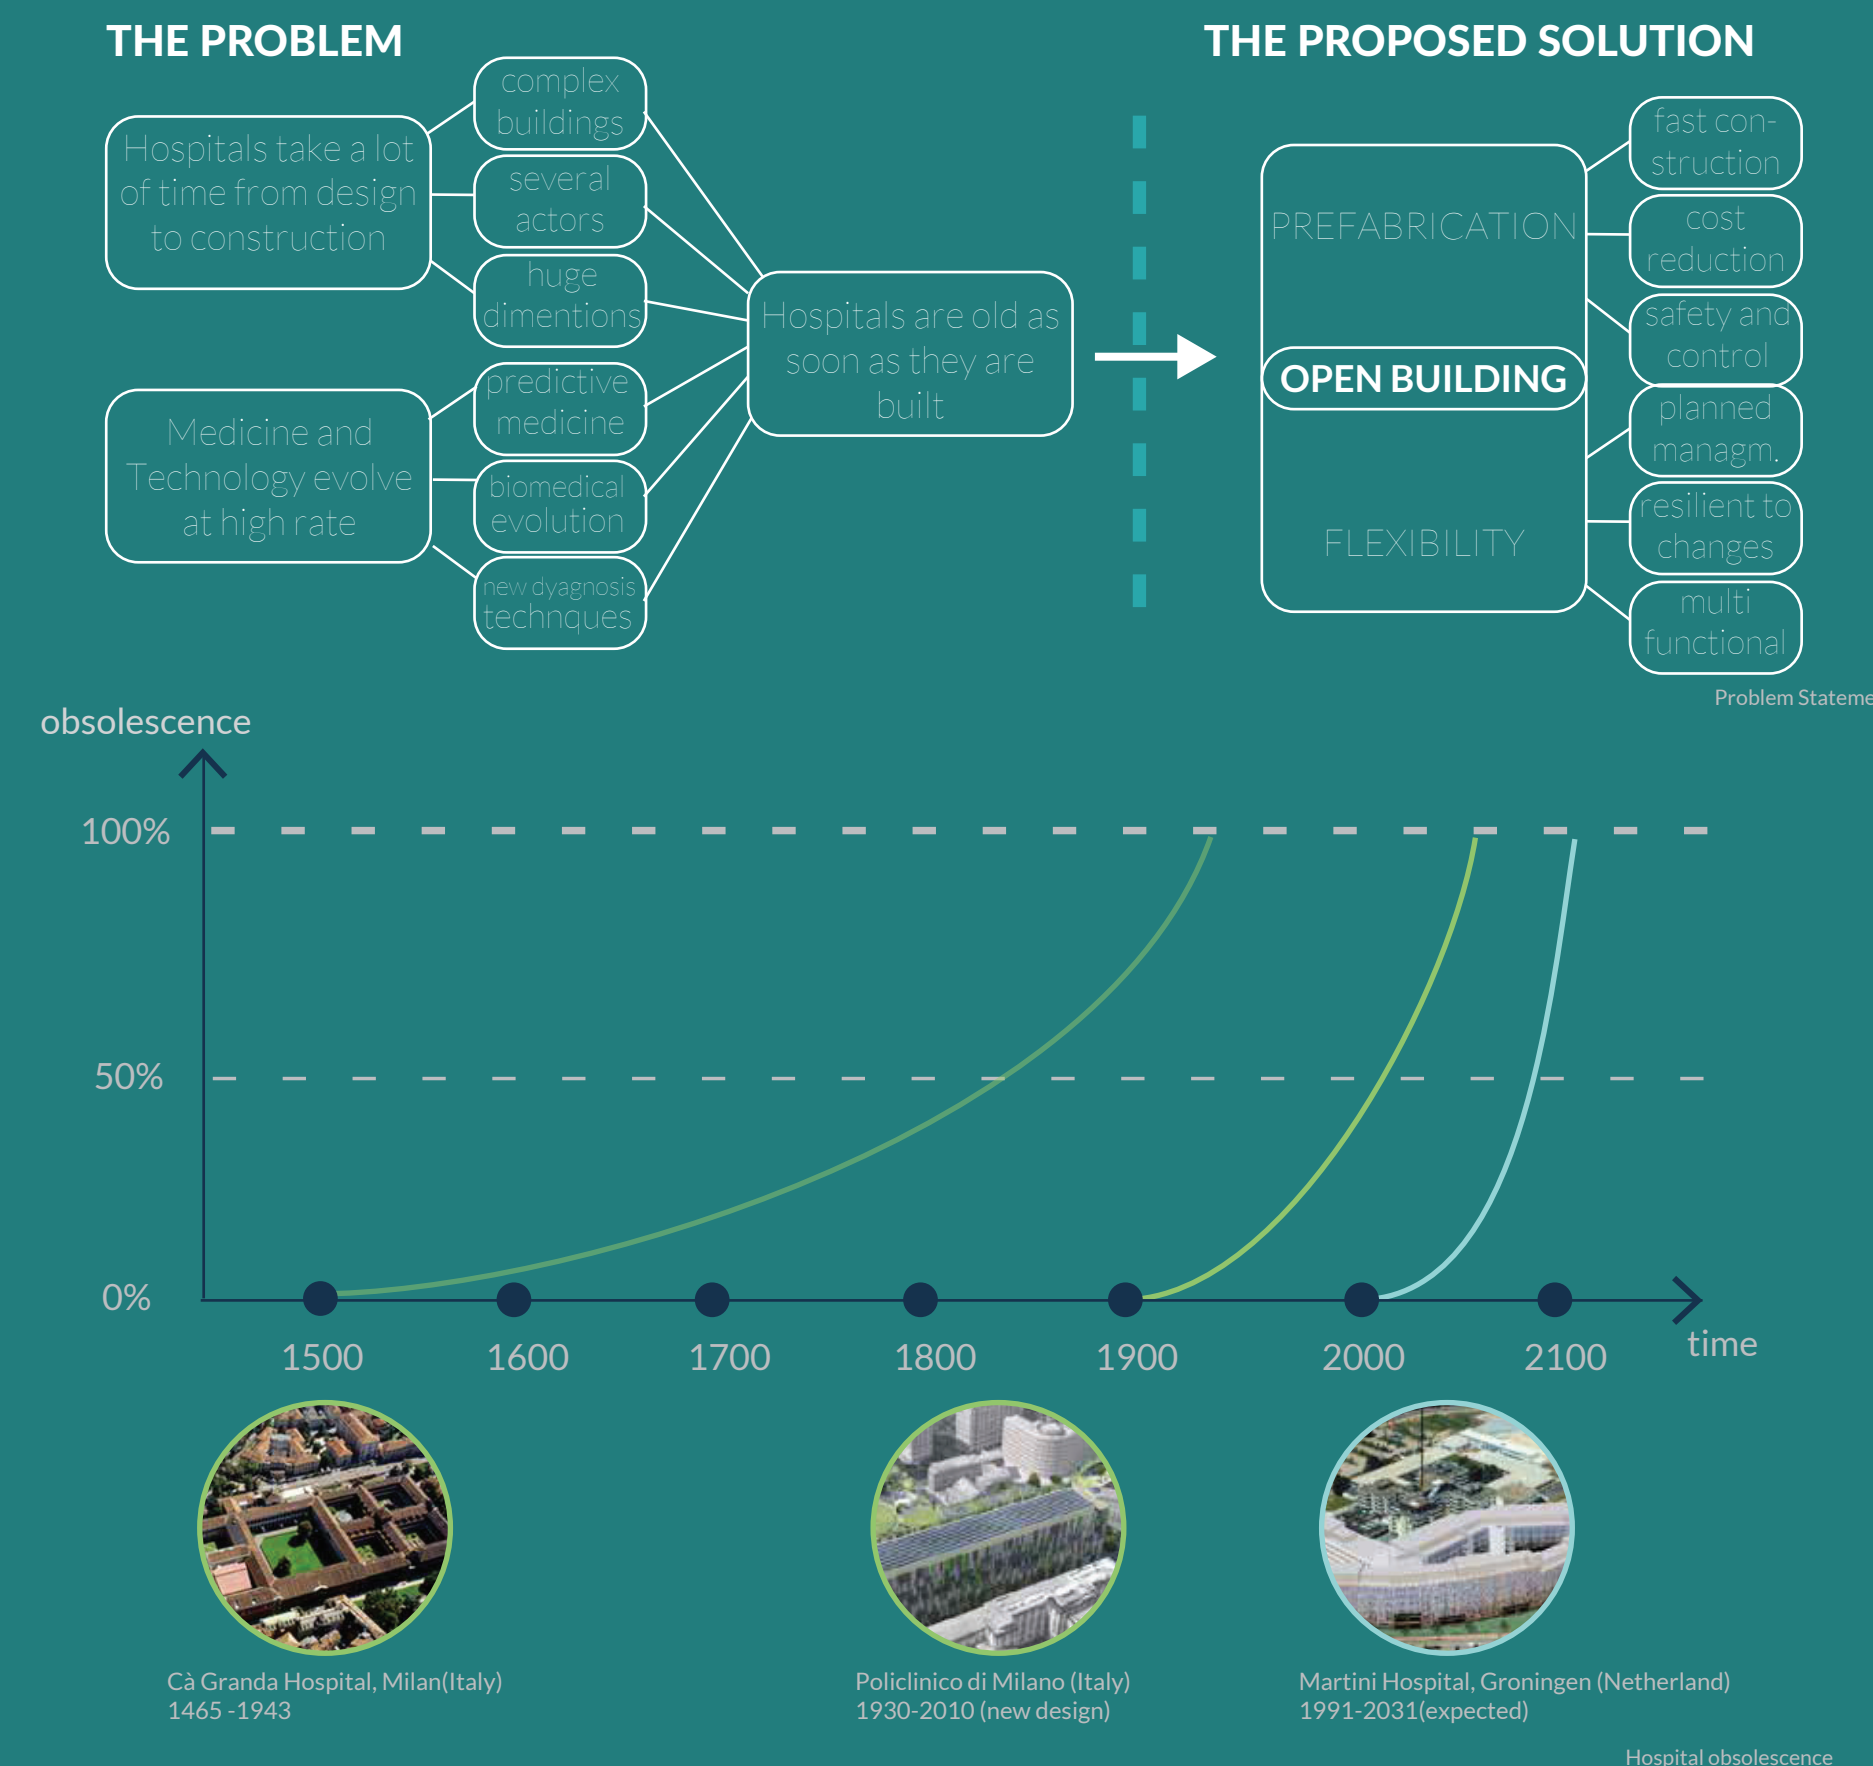 THE PROBLEM
Hospitals take a lot
of time from design
to construction
complex
buildings
several
actors
huge
dimentions
Medicine and
Technology evolve
at high rate
predictive
medicine
biomedical
evolution
new dyagnosis
technques
Hospitals are old as
soon as they are
built
THE PROPOSED SOLUTION
PREFABRICATION
OPEN BUILDING
FLEXIBILITY
fast con-
struction
cost
reduction
safety and
control
planned
managm.
resilient to
changes
multi
functional
Problem Stateme
obsolescence
100%
50%
0%
1500
1600
1700
1800
1900
2000
2100
time
Cà Granda Hospital, Milan(Italy)
1465 -1943
Policlinico di Milano (Italy)
1930-2010 (new design)
Martini Hospital, Groningen (Netherland)
1991-2031(expected)
Hospital obsolescence